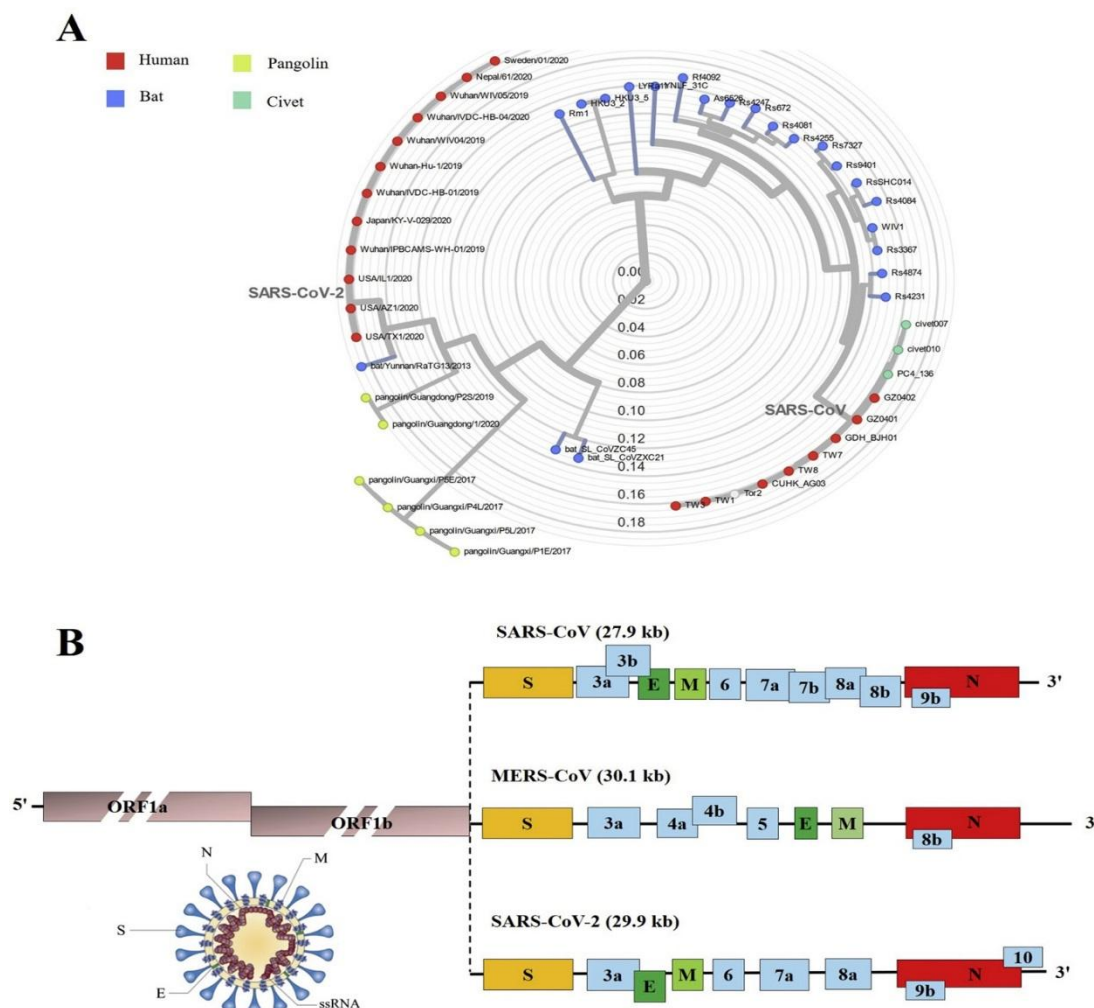 A
Human
Pangolin
Bat
Civet
Sweden/01/2020
Nepal/61/2020
Wuhan/WIV05/2019
Wuhan/IVDC-HB-04/2020
Wuhan/WIV04/2019
Wuhan-Hu-1/2019
Wuhan/IVDC-HB-01/2019
Japan/KY-V-029/2020
Wuhan/IPBCAMS-WH-01/2019
USA/IL1/2020
SARS-CoV-2
USA/AZ1/2020
USA/TX1/2020
bat/Yunnan/RaTG13/2013
pangolin/Guangdong/P2S/2019
pangolin/Guangdong/1/2020
pangolin/Guangxi/P4L/2017
pangolin/Guangxi/P5L/2017
pangolin/Guangxi/P1E/2017
bat_SL_CoVZC45
bat_SL_CoVZXC21
Rm1
HKU3_2
HKU3_5
Rf4092
As6526
Rs4247
Rs672
Rs4081
Rs4255
Rs7327
Rs9401
RsSHC014
Rs4084
WIV1
Rs3367
Rs4874
Rs4231
civet007
civet010
PC4_136
GZ0402
SARS-CoV
GZ0401
GDH_BJH01
TW7
TW8
CUHK_AG03
Tor2
TW1
TW3
0.00
0.02
0.04
0.06
0.08
0.10
0.12
0.14
0.16
0.18
B
SARS-CoV (27.9 kb)
S 3a 3b E M 6 7a 7b 8a 8b 9b N 3'
MERS-CoV (30.1 kb)
5' ORF1a ORF1b
S 3a 4a 4b 5 E M 8b N 3
SARS-CoV-2 (29.9 kb)
S 3a E M 6 7a 8a 9b N 10 3'
N
M
S
E
ssRNA